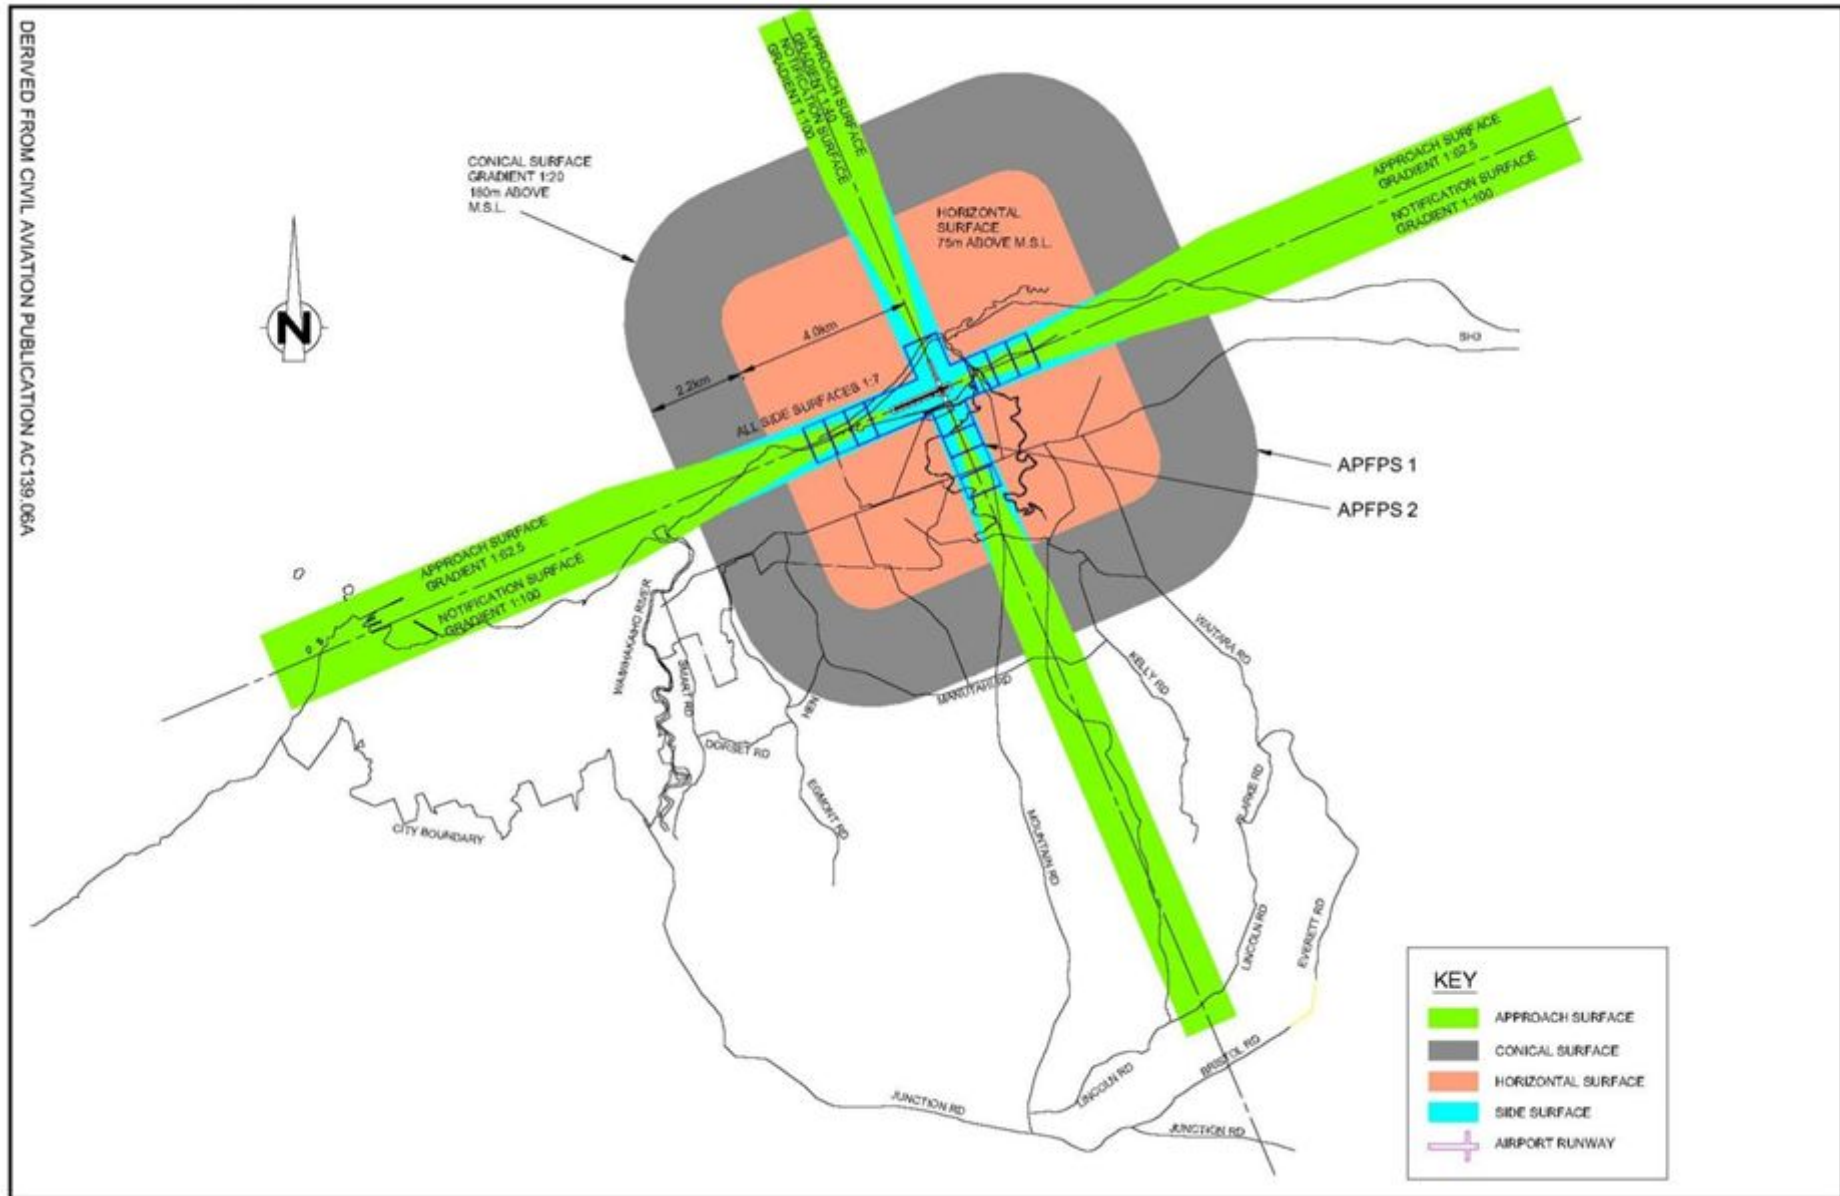 DERIVED FROM CIVIL AVIATION PUBLICATION AC139.06A
APPROACH SURFACE
GRADIENT 1:40
NOTIFICATION SURFACE
GRADIENT 1:100
CONICAL SURFACE
GRADIENT 1:20
180m ABOVE
M.S.L.
HORIZONTAL
SURFACE
75m ABOVE M.S.L.
APPROACH SURFACE
GRADIENT 1:62.5
NOTIFICATION SURFACE
GRADIENT 1:100
N
4.0km
2.2km
SH3
ALL SIDE SURFACES 1:7
APFPS 1
APFPS 2
APPROACH SURFACE
GRADIENT 1:62.5
NOTIFICATION SURFACE
GRADIENT 1:100
WAIWHAKAIHO RIVER
SMART RD
HEN
MANUTAHI RD
KELLY RD
WAITARA RD
DORSET RD
EGMONT RD
CITY BOUNDARY
MOUNTAIN RD
CLARKE RD
LINCOLN RD
EVERETT RD
BRISTOL RD
LINCOLN RD
JUNCTION RD
JUNCTION RD
KEY
APPROACH SURFACE
CONICAL SURFACE
HORIZONTAL SURFACE
SIDE SURFACE
AIRPORT RUNWAY